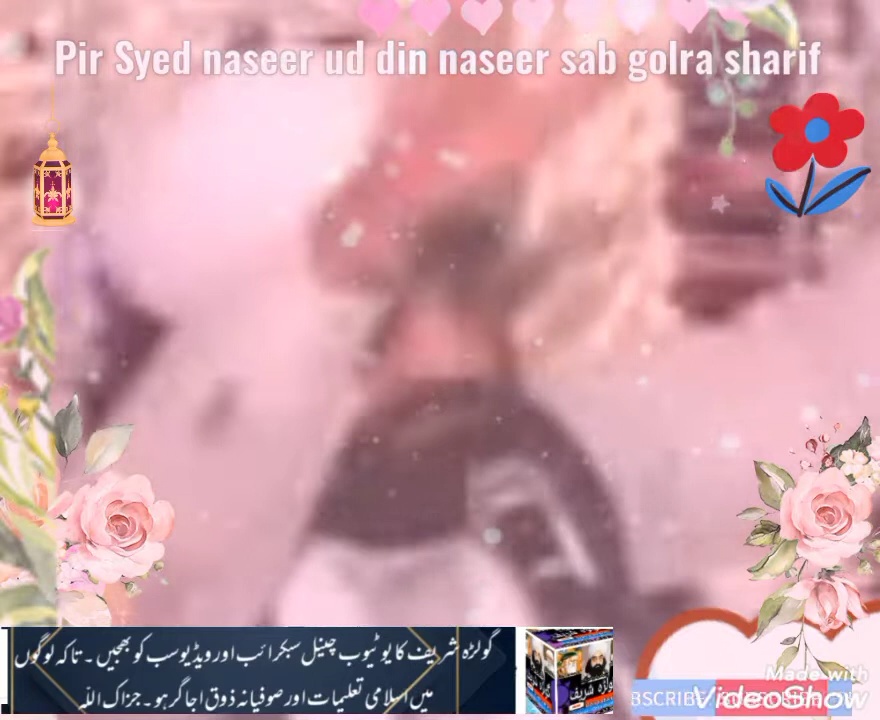 Pir Syed naseer ud din naseer sab golra sharif
گولڑہ شریف کا یوٹیوب چینل سبکرائب اور ویڈیو سب کو بھجیں ۔ تاکہ لوگوں
میں اسلامی تعلیمات اور صوفیانہ ذوق اجاگر ہو ۔ جزاک اللہ
Made with
VideoShow